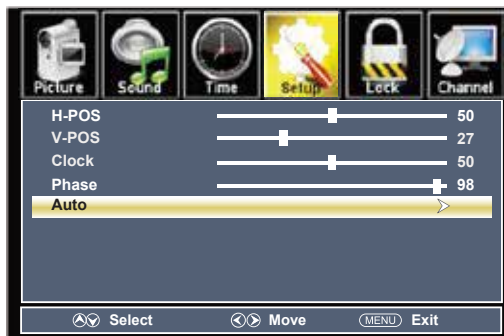 Picture Sound Time Setup Lock Channel
H-POS 50
V-POS 27
Clock 50
Phase 98
Auto
Select Move MENU Exit